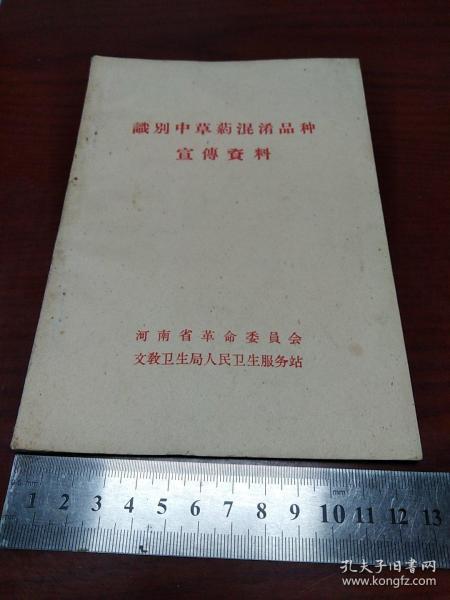 識別中草葯混淆品种
宣傳資料
河南省革命委員会
文教卫生局人民卫生服务站
mm
1 2 3 4 5 6 7 8 9 10 11 12 13
孔夫子旧书网
www.kongfz.com